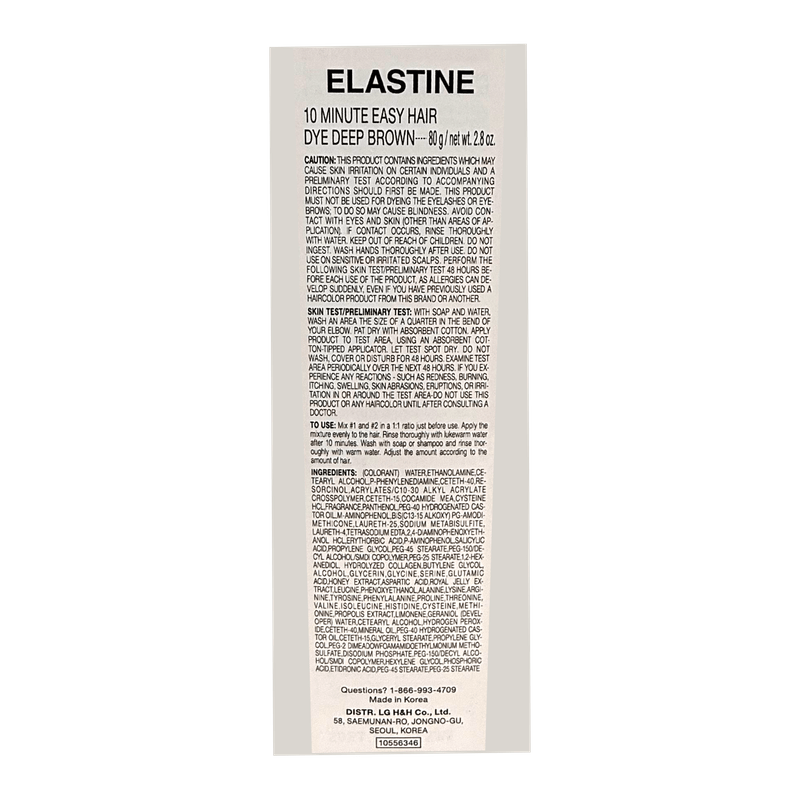 ELASTINE
10 MINUTE EASY HAIR
DYE DEEP BROWN---- 80 g / net wt. 2.8 oz.
CAUTION: THIS PRODUCT CONTAINS INGREDIENTS WHICH MAY
CAUSE SKIN IRRITATION ON CERTAIN INDIVIDUALS AND A
PRELIMINARY TEST ACCORDING TO ACCOMPANYING
DIRECTIONS SHOULD FIRST BE MADE. THIS PRODUCT
MUST NOT BE USED FOR DYEING THE EYELASHES OR EYE-
BROWS; TO DO SO MAY CAUSE BLINDNESS. AVOID CON-
TACT WITH EYES AND SKIN (OTHER THAN AREAS OF AP-
PLICATION). IF CONTACT OCCURS, RINSE THOROUGHLY
WITH WATER. KEEP OUT OF REACH OF CHILDREN. DO NOT
INGEST. WASH HANDS THOROUGHLY AFTER USE. DO NOT
USE ON SENSITIVE OR IRRITATED SCALPS. PERFORM THE
FOLLOWING SKIN TEST/PRELIMINARY TEST 48 HOURS BE-
FORE EACH USE OF THE PRODUCT, AS ALLERGIES CAN DE-
VELOP SUDDENLY, EVEN IF YOU HAVE PREVIOUSLY USED A
HAIRCOLOR PRODUCT FROM THIS BRAND OR ANOTHER.
SKIN TEST/PRELIMINARY TEST: WITH SOAP AND WATER,
WASH AN AREA THE SIZE OF A QUARTER IN THE BEND OF
YOUR ELBOW. PAT DRY WITH ABSORBENT COTTON. APPLY
PRODUCT TO TEST AREA, USING AN ABSORBENT COT-
TON-TIPPED APPLICATOR. LET TEST SPOT DRY. DO NOT
WASH, COVER OR DISTURB FOR 48 HOURS. EXAMINE TEST
AREA PERIODICALLY OVER THE NEXT 48 HOURS. IF YOU EX-
PERIENCE ANY REACTIONS - SUCH AS REDNESS, BURNING,
ITCHING, SWELLING, SKIN ABRASIONS, ERUPTIONS, OR IRRI-
TATION IN OR AROUND THE TEST AREA-DO NOT USE THIS
PRODUCT OR ANY HAIRCOLOR UNTIL AFTER CONSULTING A
DOCTOR.
TO USE: Mix #1 and #2 in a 1:1 ratio just before use. Apply the
mixture evenly to the hair. Rinse thoroughly with lukewarm water
after 10 minutes. Wash with soap or shampoo and rinse thor-
oughly with warm water. Adjust the amount according to the
amount of hair.
INGREDIENTS: (COLORANT) WATER,ETHANOLAMINE,CE-
TEARYL ALCOHOL,P-PHENYLENEDIAMINE,CETETH-40,RE-
SORCINOL,ACRYLATES/C10-30 ALKYL ACRYLATE
CROSSPOLYMER,CETETH-15,COCAMIDE MEA,CYSTEINE
HCL,FRAGRANCE,PANTHENOL,PEG-40 HYDROGENATED CAS-
TOR OIL,M-AMINOPHENOL,BIS(C13-15 ALKOXY) PG-AMODI-
METHICONE,LAURETH-25,SODIUM METABISULFITE,
LAURETH-4,TETRASODIUM EDTA,2,4-DIAMINOPHENOXYETH-
ANOL HCL,ERYTHORBIC ACID,P-AMINOPHENOL,SALICYLIC
ACID,PROPYLENE GLYCOL,PEG-45 STEARATE,PEG-150/DE-
CYL ALCOHOL/SMDI COPOLYMER,PEG-25 STEARATE,1,2-HEX-
ANEDIOL, HYDROLYZED COLLAGEN,BUTYLENE GLYCOL,
ALCOHOL,GLYCERIN,GLYCINE,SERINE,GLUTAMIC
ACID,HONEY EXTRACT,ASPARTIC ACID,ROYAL JELLY EX-
TRACT,LEUCINE,PHENOXYETHANOL,ALANINE,LYSINE,ARGI-
NINE,TYROSINE,PHENYLALANINE,PROLINE,THREONINE,
VALINE,ISOLEUCINE,HISTIDINE,CYSTEINE,METHI-
ONINE,PROPOLIS EXTRACT,LIMONENE,GERANIOL (DEVEL-
OPER) WATER,CETEARYL ALCOHOL,HYDROGEN PEROX-
IDE,CETETH-40,MINERAL OIL,PEG-40 HYDROGENATED CAS-
TOR OIL,CETETH-15,GLYCERYL STEARATE,PROPYLENE GLY-
COL,PEG-2 DIMEADOWFOAMAMIDOETHYLMONIUM METHO-
SULFATE,DISODIUM PHOSPHATE,PEG-150/DECYL ALCO-
HOL/SMDI COPOLYMER,HEXYLENE GLYCOL,PHOSPHORIC
ACID,ETIDRONIC ACID,PEG-45 STEARATE,PEG-25 STEARATE
Questions? 1-866-993-4709
Made in Korea
DISTR. LG H&H Co., Ltd.
58, SAEMUNAN-RO, JONGNO-GU,
SEOUL, KOREA
10556346